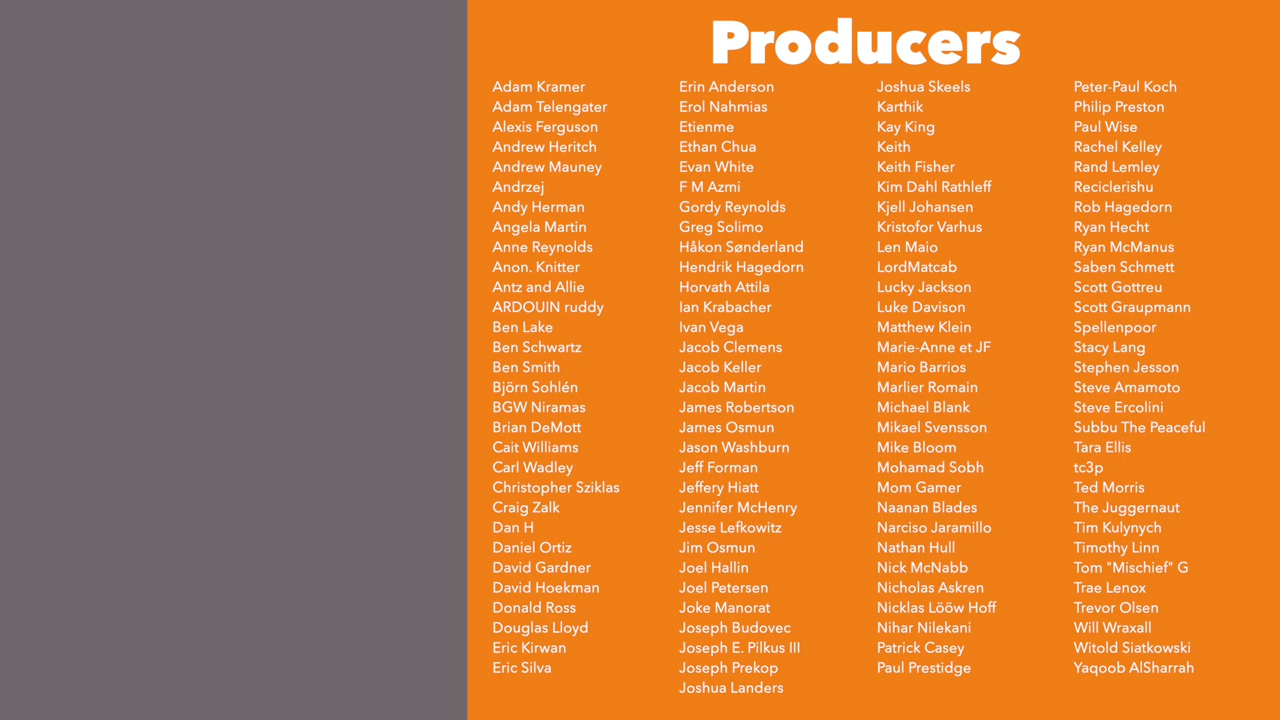 Producers
Adam Kramer
Adam Telengater
Alexis Ferguson
Andrew Heritch
Andrew Mauney
Andrzej
Andy Herman
Angela Martin
Anne Reynolds
Anon. Knitter
Antz and Allie
ARDOUIN ruddy
Ben Lake
Ben Schwartz
Ben Smith
Björn Sohlén
BGW Niramas
Brian DeMott
Cait Williams
Carl Wadley
Christopher Sziklas
Craig Zalk
Dan H
Daniel Ortiz
David Gardner
David Hoekman
Donald Ross
Douglas Lloyd
Eric Kirwan
Eric Silva
Erin Anderson
Erol Nahmias
Etienme
Ethan Chua
Evan White
F M Azmi
Gordy Reynolds
Greg Solimo
Håkon Sønderland
Hendrik Hagedorn
Horvath Attila
Ian Krabacher
Ivan Vega
Jacob Clemens
Jacob Keller
Jacob Martin
James Robertson
James Osmun
Jason Washburn
Jeff Forman
Jeffery Hiatt
Jennifer McHenry
Jesse Lefkowitz
Jim Osmun
Joel Hallin
Joel Petersen
Joke Manorat
Joseph Budovec
Joseph E. Pilkus III
Joseph Prekop
Joshua Landers
Joshua Skeels
Karthik
Kay King
Keith
Keith Fisher
Kim Dahl Rathleff
Kjell Johansen
Kristofor Varhus
Len Maio
LordMatcab
Lucky Jackson
Luke Davison
Matthew Klein
Marie-Anne et JF
Mario Barrios
Marlier Romain
Michael Blank
Mikael Svensson
Mike Bloom
Mohamad Sobh
Mom Gamer
Naanan Blades
Narciso Jaramillo
Nathan Hull
Nick McNabb
Nicholas Askren
Nicklas Lööw Hoff
Nihar Nilekani
Patrick Casey
Paul Prestidge
Peter-Paul Koch
Philip Preston
Paul Wise
Rachel Kelley
Rand Lemley
Reciclerishu
Rob Hagedorn
Ryan Hecht
Ryan McManus
Saben Schmett
Scott Gottreu
Scott Graupmann
Spellenpoor
Stacy Lang
Stephen Jesson
Steve Amamoto
Steve Ercolini
Subbu The Peaceful
Tara Ellis
tc3p
Ted Morris
The Juggernaut
Tim Kulynych
Timothy Linn
Tom "Mischief" G
Trae Lenox
Trevor Olsen
Will Wraxall
Witold Siatkowski
Yaqoob AlSharrah